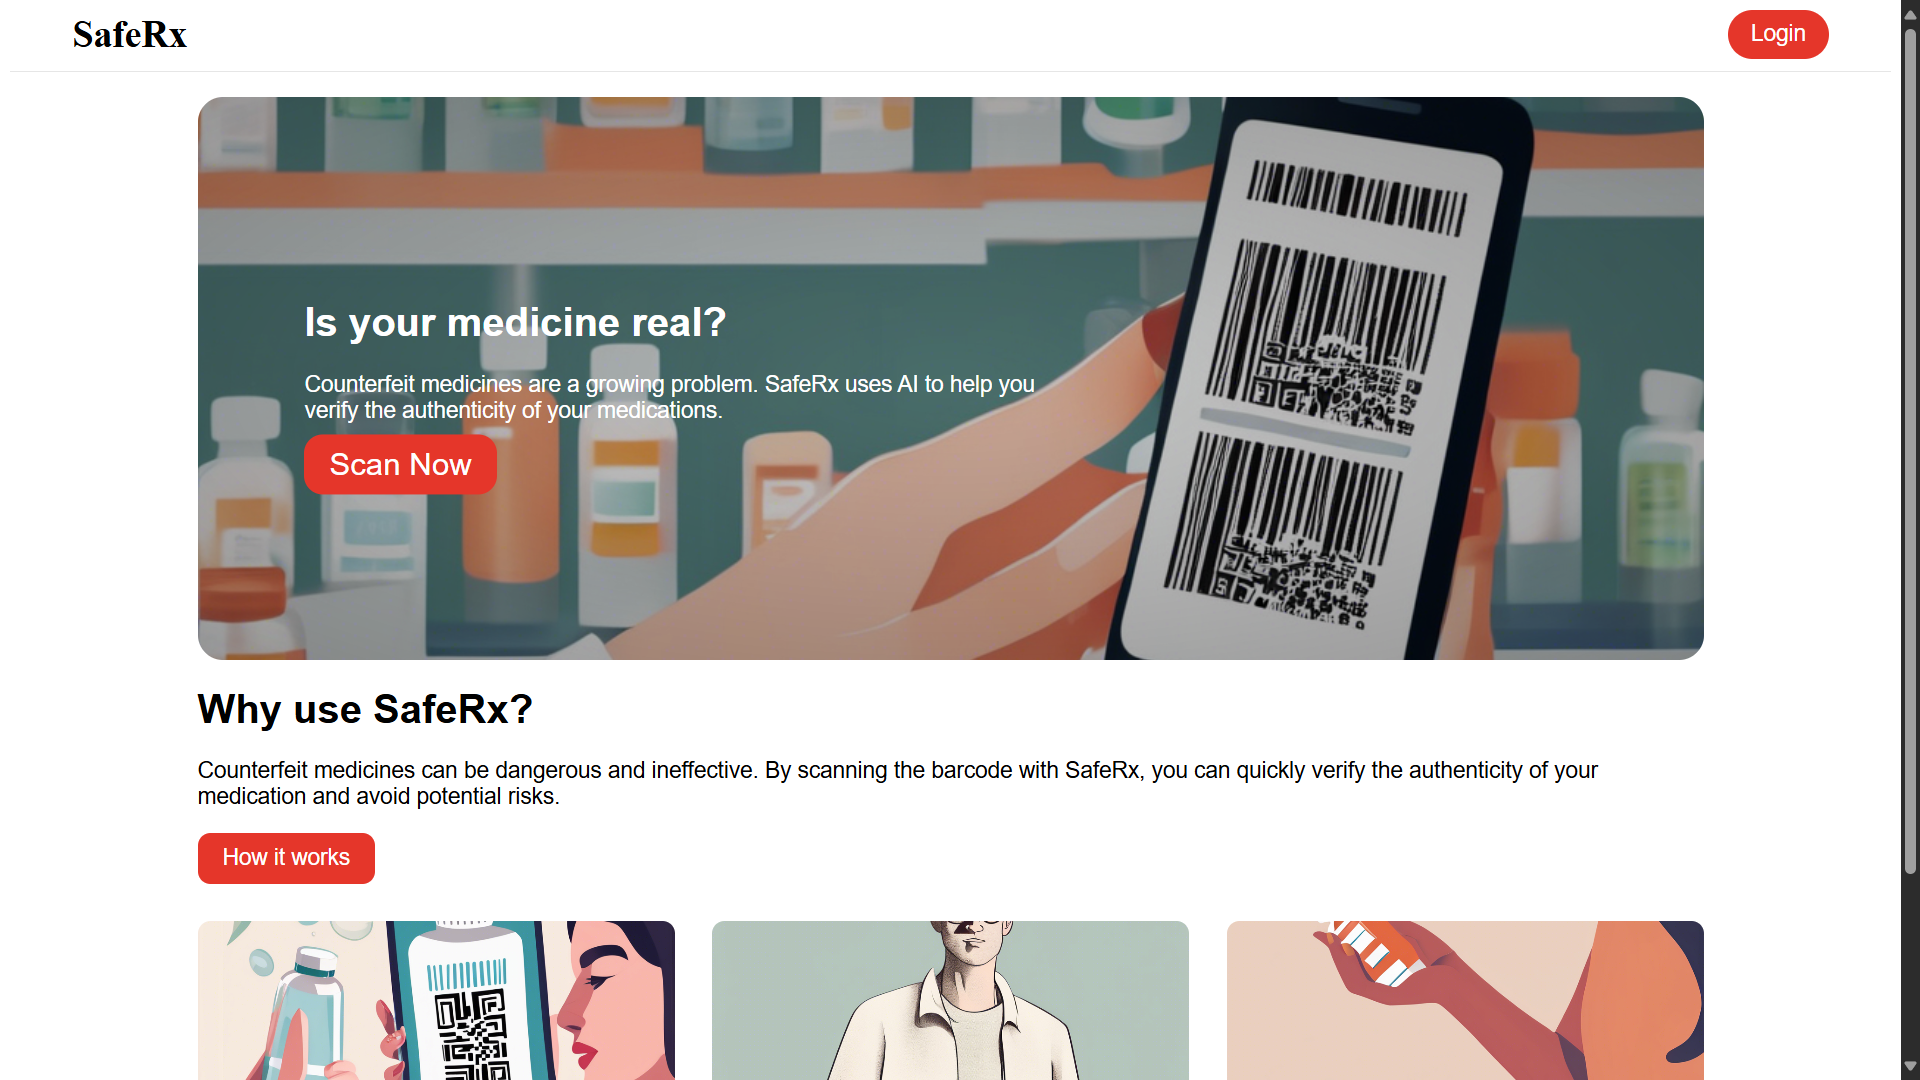 SafeRx
Login
Is your medicine real?
Counterfeit medicines are a growing problem. SafeRx uses AI to help you
verify the authenticity of your medications.
Scan Now
Why use SafeRx?
Counterfeit medicines can be dangerous and ineffective. By scanning the barcode with SafeRx, you can quickly verify the authenticity of your
medication and avoid potential risks.
How it works